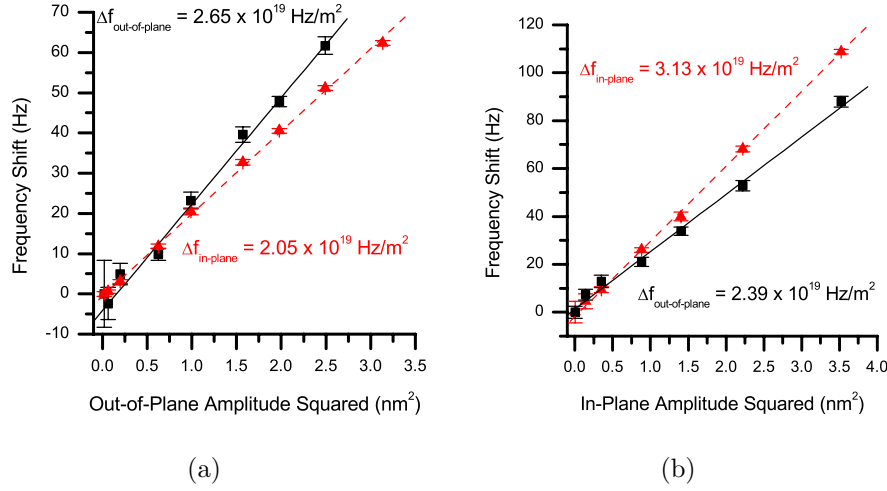 Δf_out-of-plane = 2.65 x 10^19 Hz/m^2
Δf_in-plane = 2.05 x 10^19 Hz/m^2
Frequency Shift (Hz)
70
60
50
40
30
20
10
0
-10
0.0 0.5 1.0 1.5 2.0 2.5 3.0 3.5
Out-of-Plane Amplitude Squared (nm^2)
(a)
Δf_in-plane = 3.13 x 10^19 Hz/m^2
Δf_out-of-plane = 2.39 x 10^19 Hz/m^2
Frequency Shift (Hz)
120
100
80
60
40
20
0
0.0 0.5 1.0 1.5 2.0 2.5 3.0 3.5 4.0
In-Plane Amplitude Squared (nm^2)
(b)